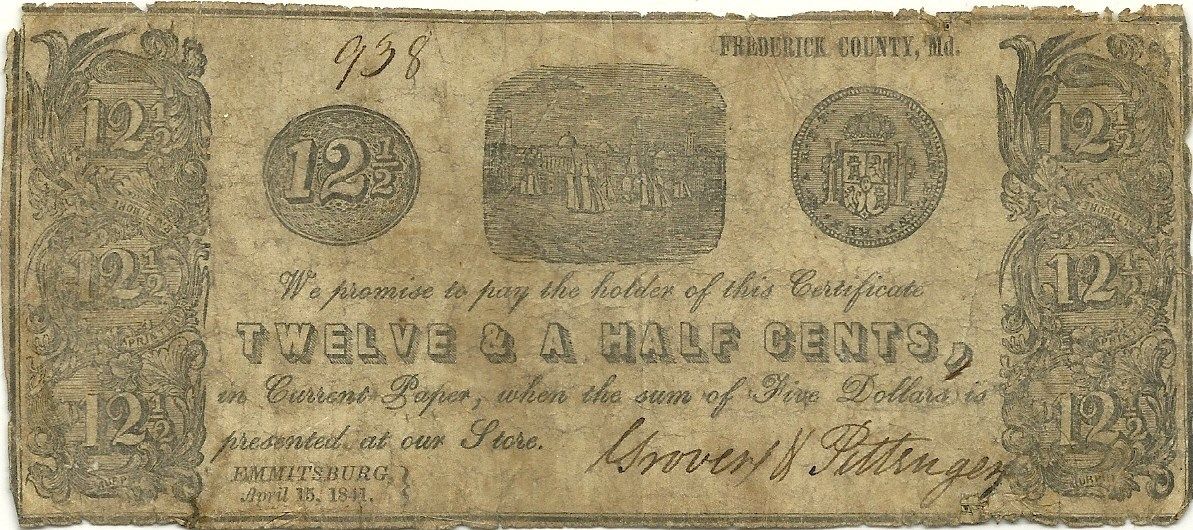 938
FREDERICK COUNTY, Md.
12½
12½
12½
We promise to pay the holder of this Certificate
12½
12½
TWELVE & A HALF CENTS,
in Current Paper, when the sum of Five Dollars is
presented at our Store.
12½
12½
EMMITSBURG,
April 15, 1841.
Grover & Pittinger